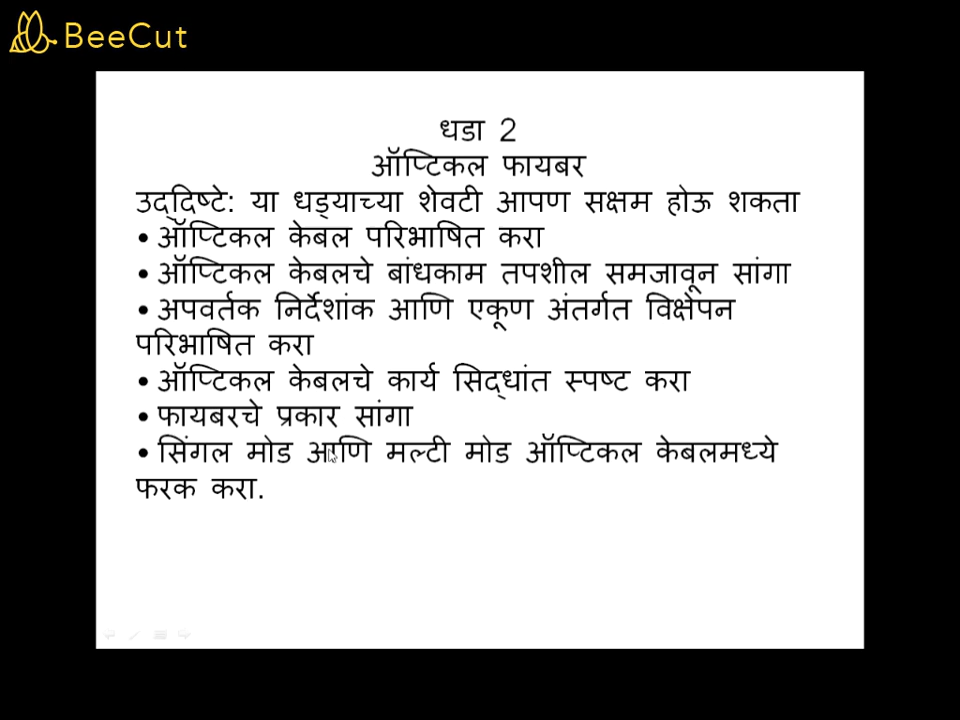 BeeCut
धडा 2
ऑप्टिकल फायबर
उद्दिष्टे: या धड्याच्या शेवटी आपण सक्षम होऊ शकता
• ऑप्टिकल केबल परिभाषित करा
• ऑप्टिकल केबलचे बांधकाम तपशील समजावून सांगा
• अपवर्तक निर्देशांक आणि एकूण अंतर्गत विक्षेपन
परिभाषित करा
• ऑप्टिकल केबलचे कार्य सिद्धांत स्पष्ट करा
• फायबरचे प्रकार सांगा
• सिंगल मोड आणि मल्टी मोड ऑप्टिकल केबलमध्ये
फरक करा.